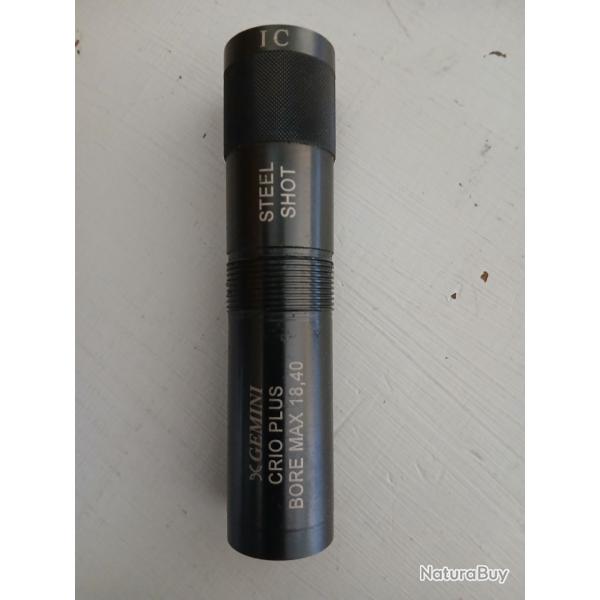 IC
STEEL
SHOT
GEMINI
CRIO PLUS
BORE MAX 18,40
NaturaBuy